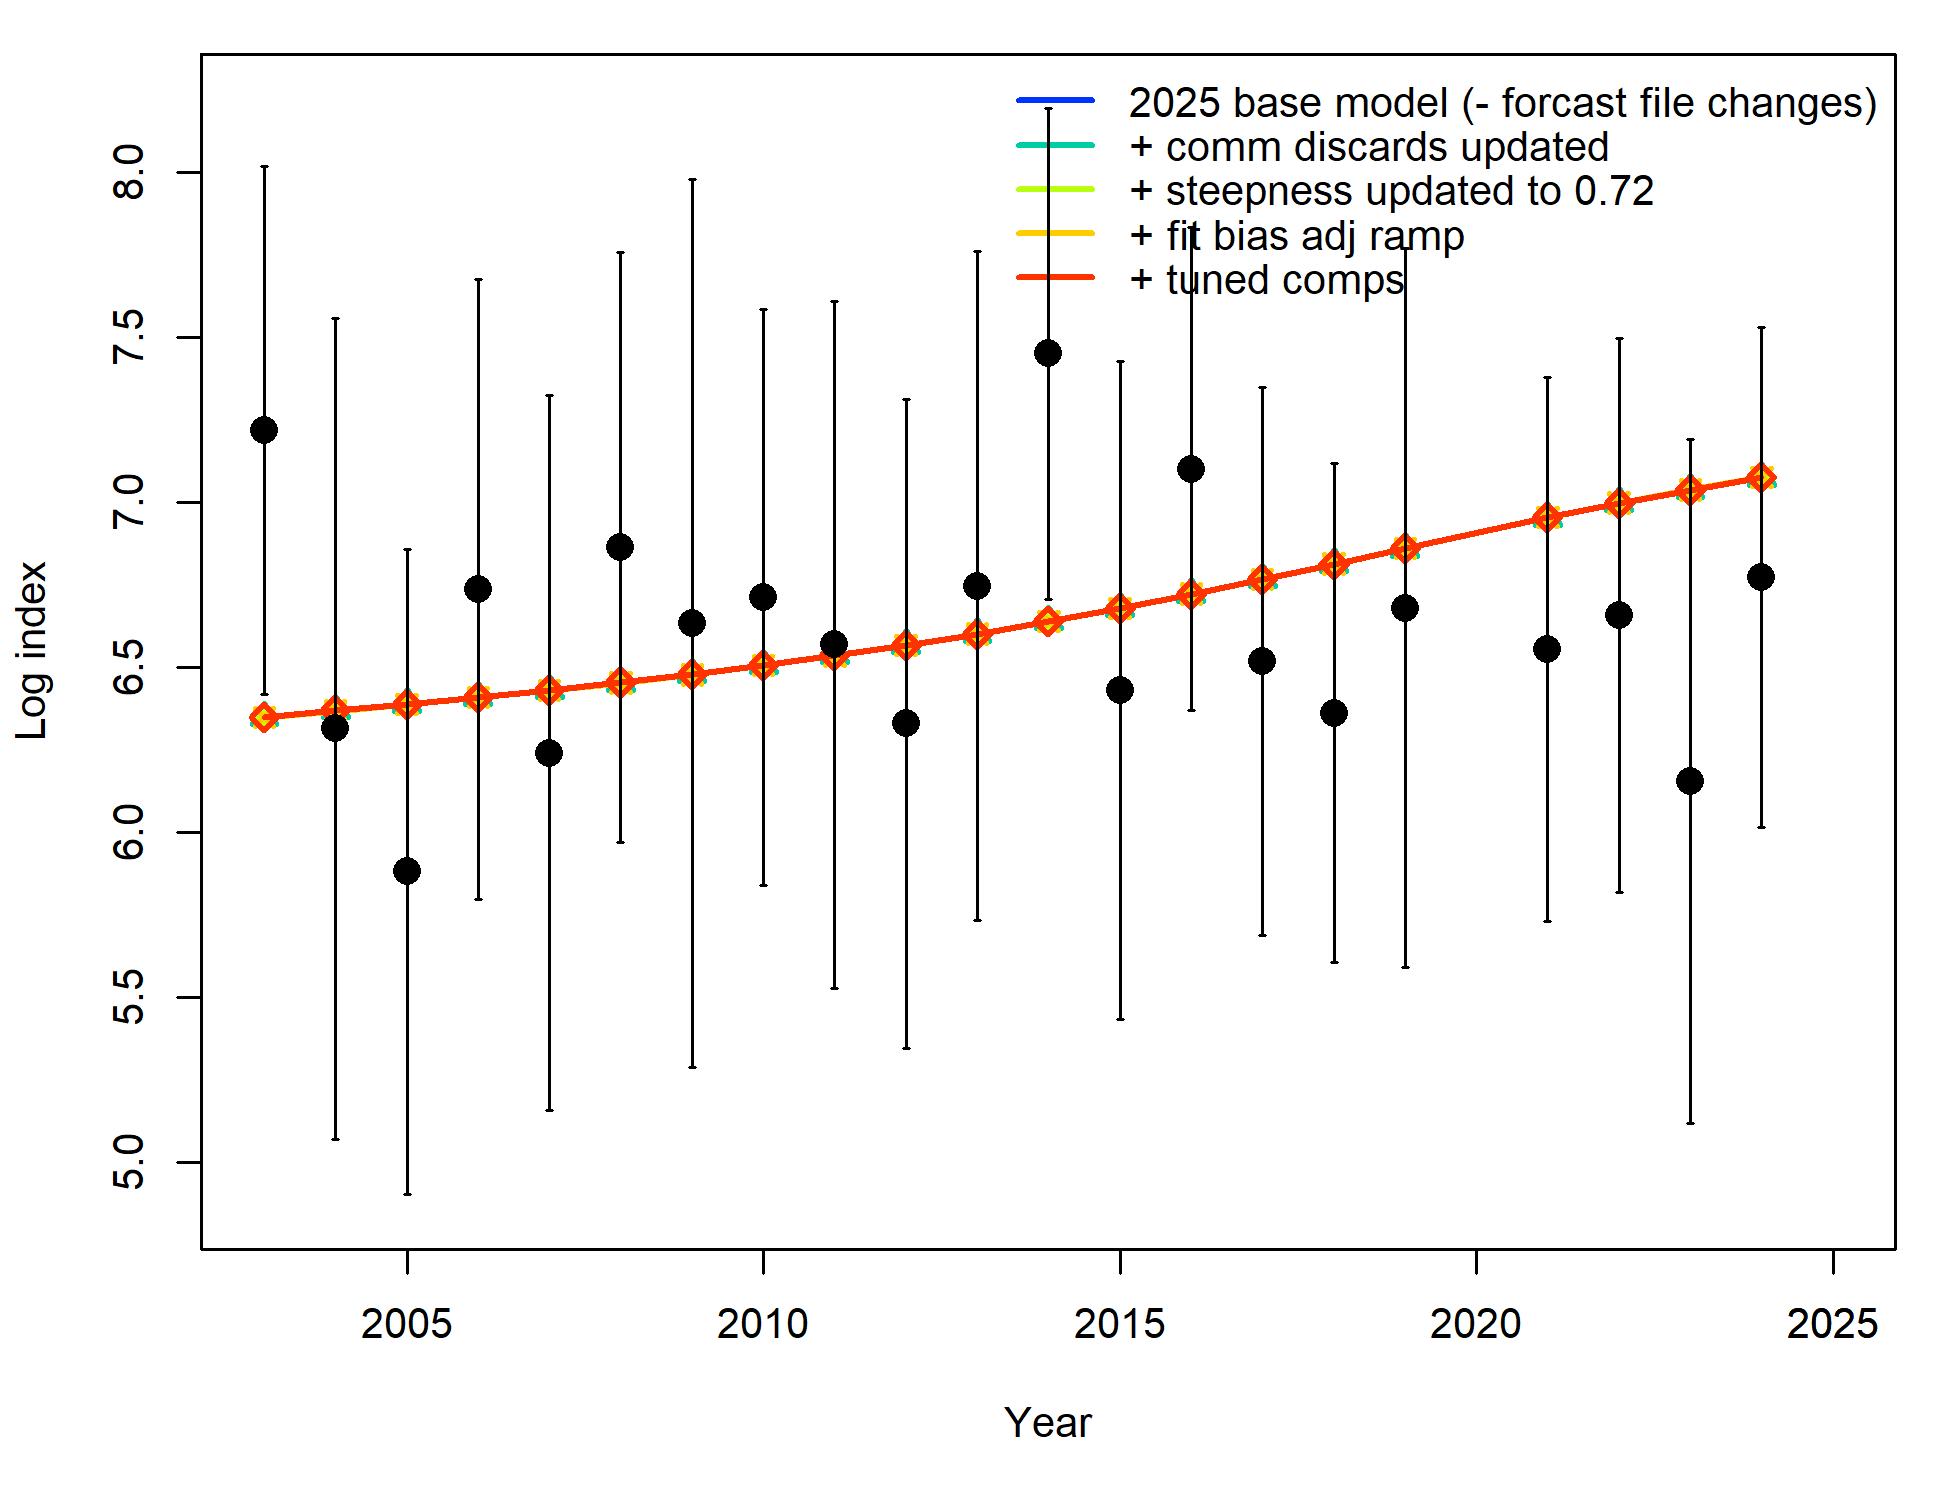 2025 base model (- forcast file changes)
+ comm discards updated
+ steepness updated to 0.72
+ fit bias adj ramp
+ tuned comps
8.0
7.5
7.0
6.5
6.0
5.5
5.0
Log index
2005 2010 2015 2020 2025
Year